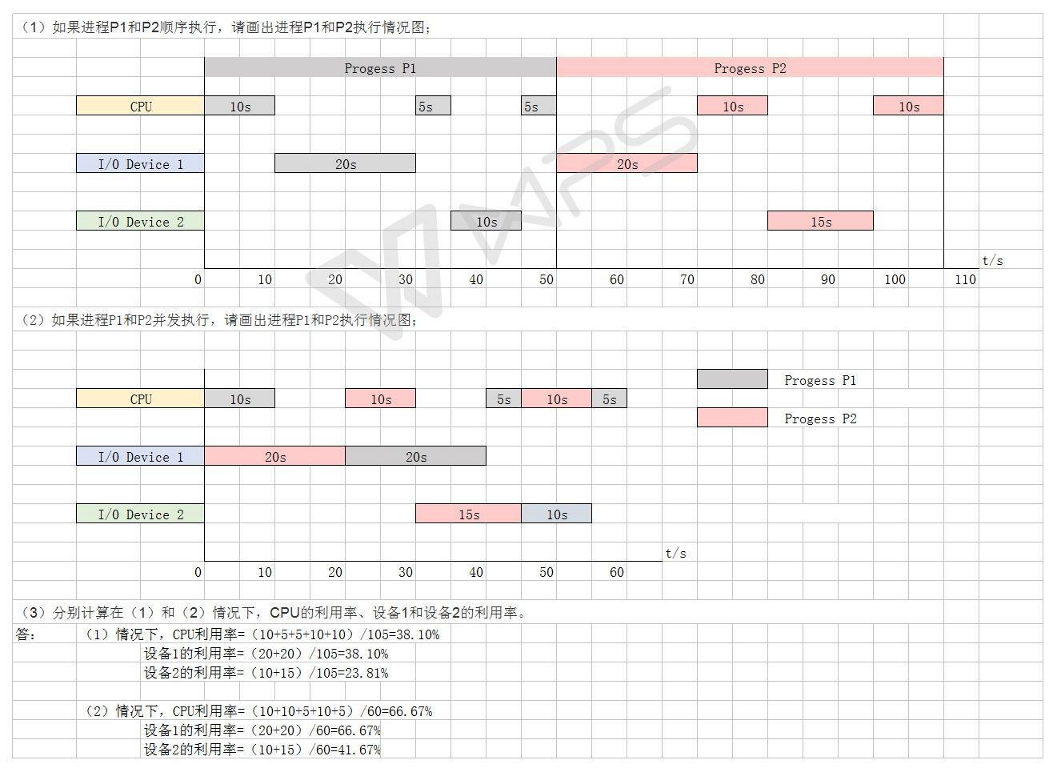 （1）如果进程P1和P2顺序执行，请画出进程P1和P2执行情况图；
Progess P1 Progess P2
CPU 10s 5s 5s 10s 10s
I/O Device 1 20s 20s
I/O Device 2 10s 15s
t/s
0 10 20 30 40 50 60 70 80 90 100 110
（2）如果进程P1和P2并发执行，请画出进程P1和P2执行情况图；
Progess P1
CPU 10s 10s 5s 10s 5s
Progess P2
I/O Device 1 20s 20s
I/O Device 2 15s 10s
t/s
0 10 20 30 40 50 60
（3）分别计算在（1）和（2）情况下，CPU的利用率、设备1和设备2的利用率。
答： （1）情况下，CPU利用率=（10+5+5+10+10）/105=38.10%
设备1的利用率=（20+20）/105=38.10%
设备2的利用率=（10+15）/105=23.81%
（2）情况下，CPU利用率=（10+10+5+10+5）/60=66.67%
设备1的利用率=（20+20）/60=66.67%
设备2的利用率=（10+15）/60=41.67%
WPS